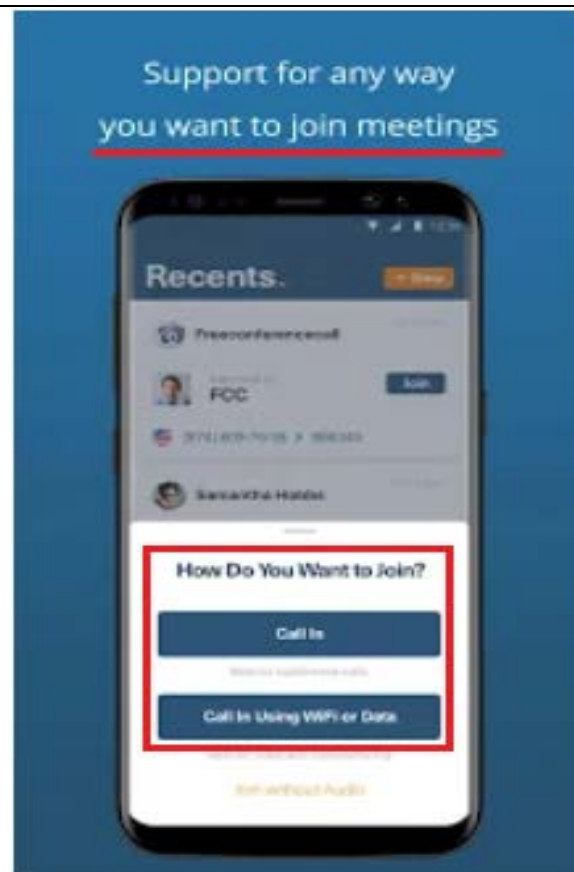 Support for any way
you want to join meetings
Recents.
Freeconferencecall
Join
FCC
Samantha Hobbs
How Do You Want to Join?
Call In
Call In Using WiFi or Data
Join without Audio